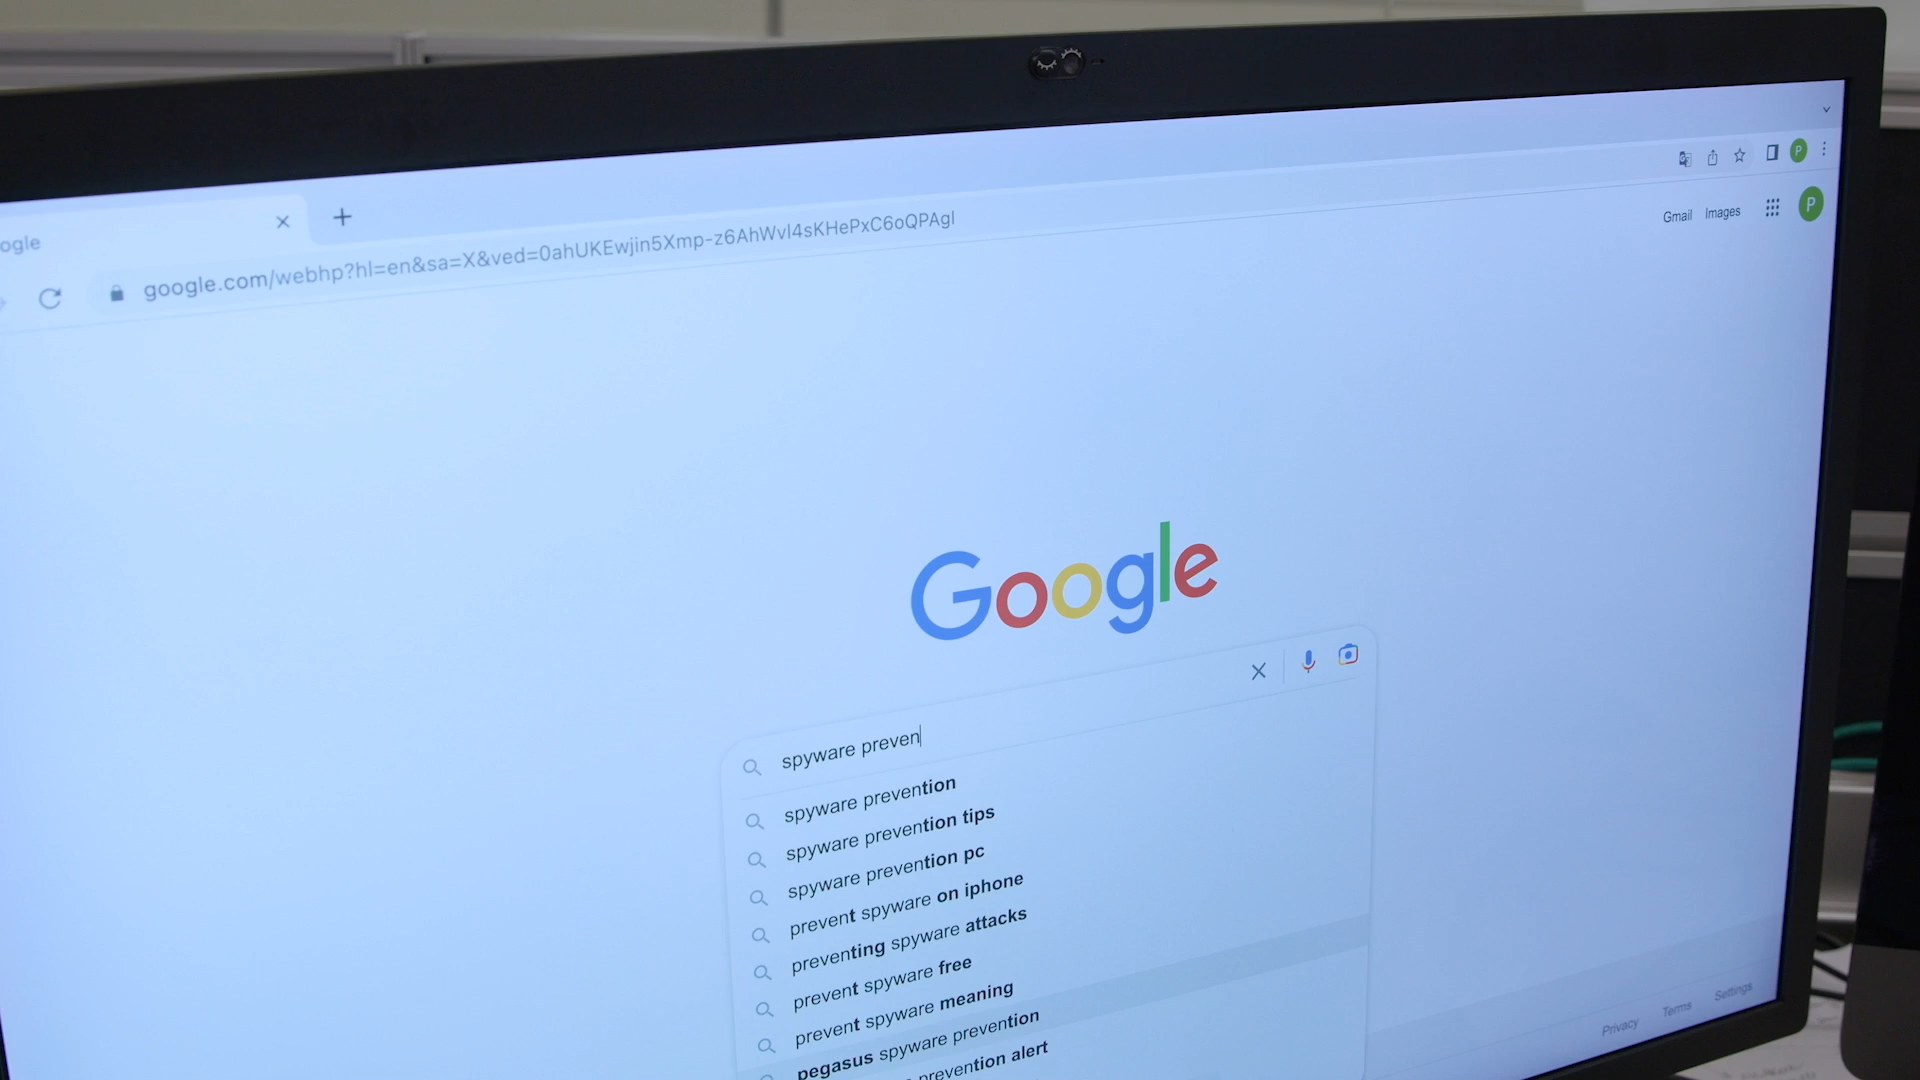 ogle
google.com/webhp?hl=en&sa=X&ved=0ahUKEwjin5Xmp-z6AhWvl4sKHePxC6oQPAgI
P
Gmail Images
P
Google
spyware preven
spyware prevention
spyware prevention tips
spyware prevention pc
prevent spyware on iphone
preventing spyware attacks
prevent spyware free
prevent spyware meaning
pegasus spyware prevention
prevention alert
Privacy Terms Settings